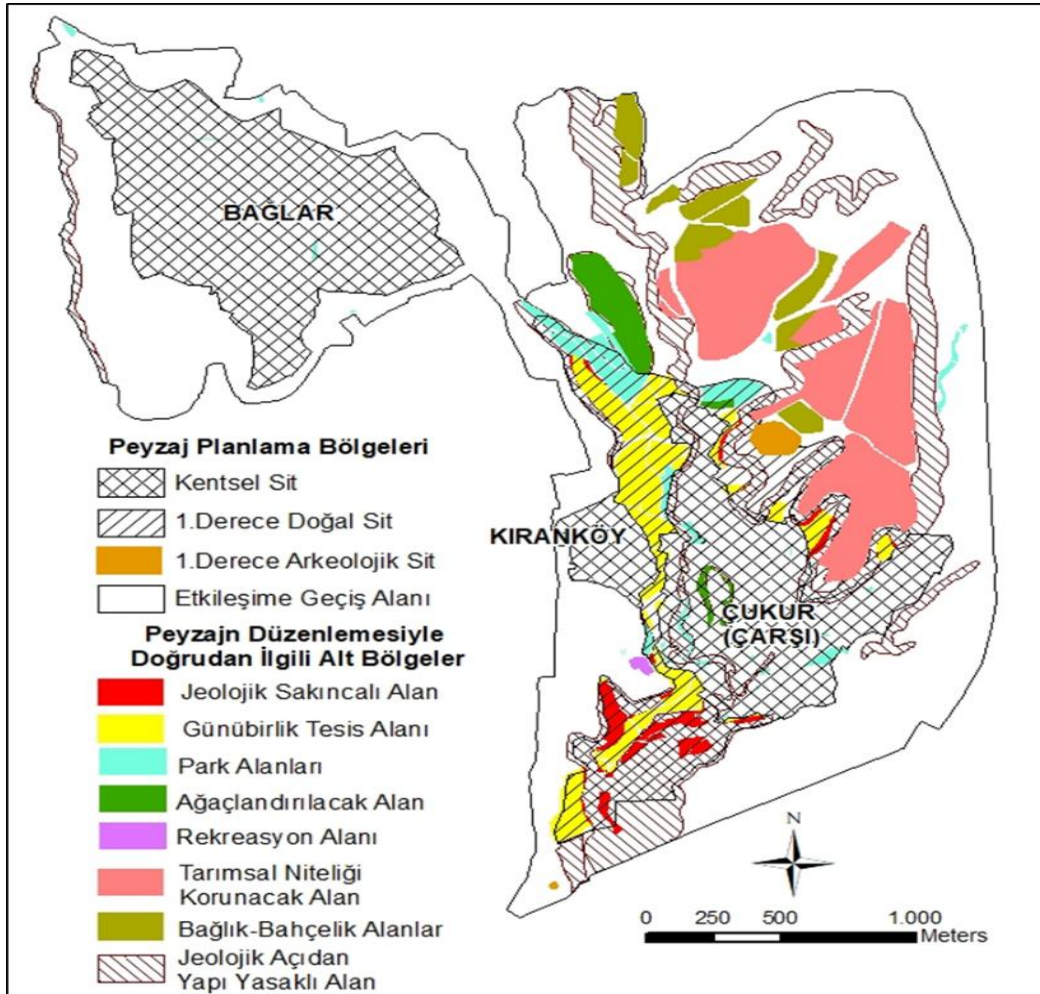 BAĞLAR
KIRANKÖY
ÇUKUR
(ÇARŞI)
Peyzaj Planlama Bölgeleri
Kentsel Sit
1.Derece Doğal Sit
1.Derece Arkeolojik Sit
Etkileşime Geçiş Alanı
Peyzajn Düzenlemesiyle
Doğrudan İlgili Alt Bölgeler
Jeolojik Sakıncalı Alan
Günübirlik Tesis Alanı
Park Alanları
Ağaçlandırılacak Alan
Rekreasyon Alanı
Tarımsal Niteliği
Korunacak Alan
Bağlık-Bahçelik Alanlar
Jeolojik Açıdan
Yapı Yasaklı Alan
N
0 250 500 1.000
Meters